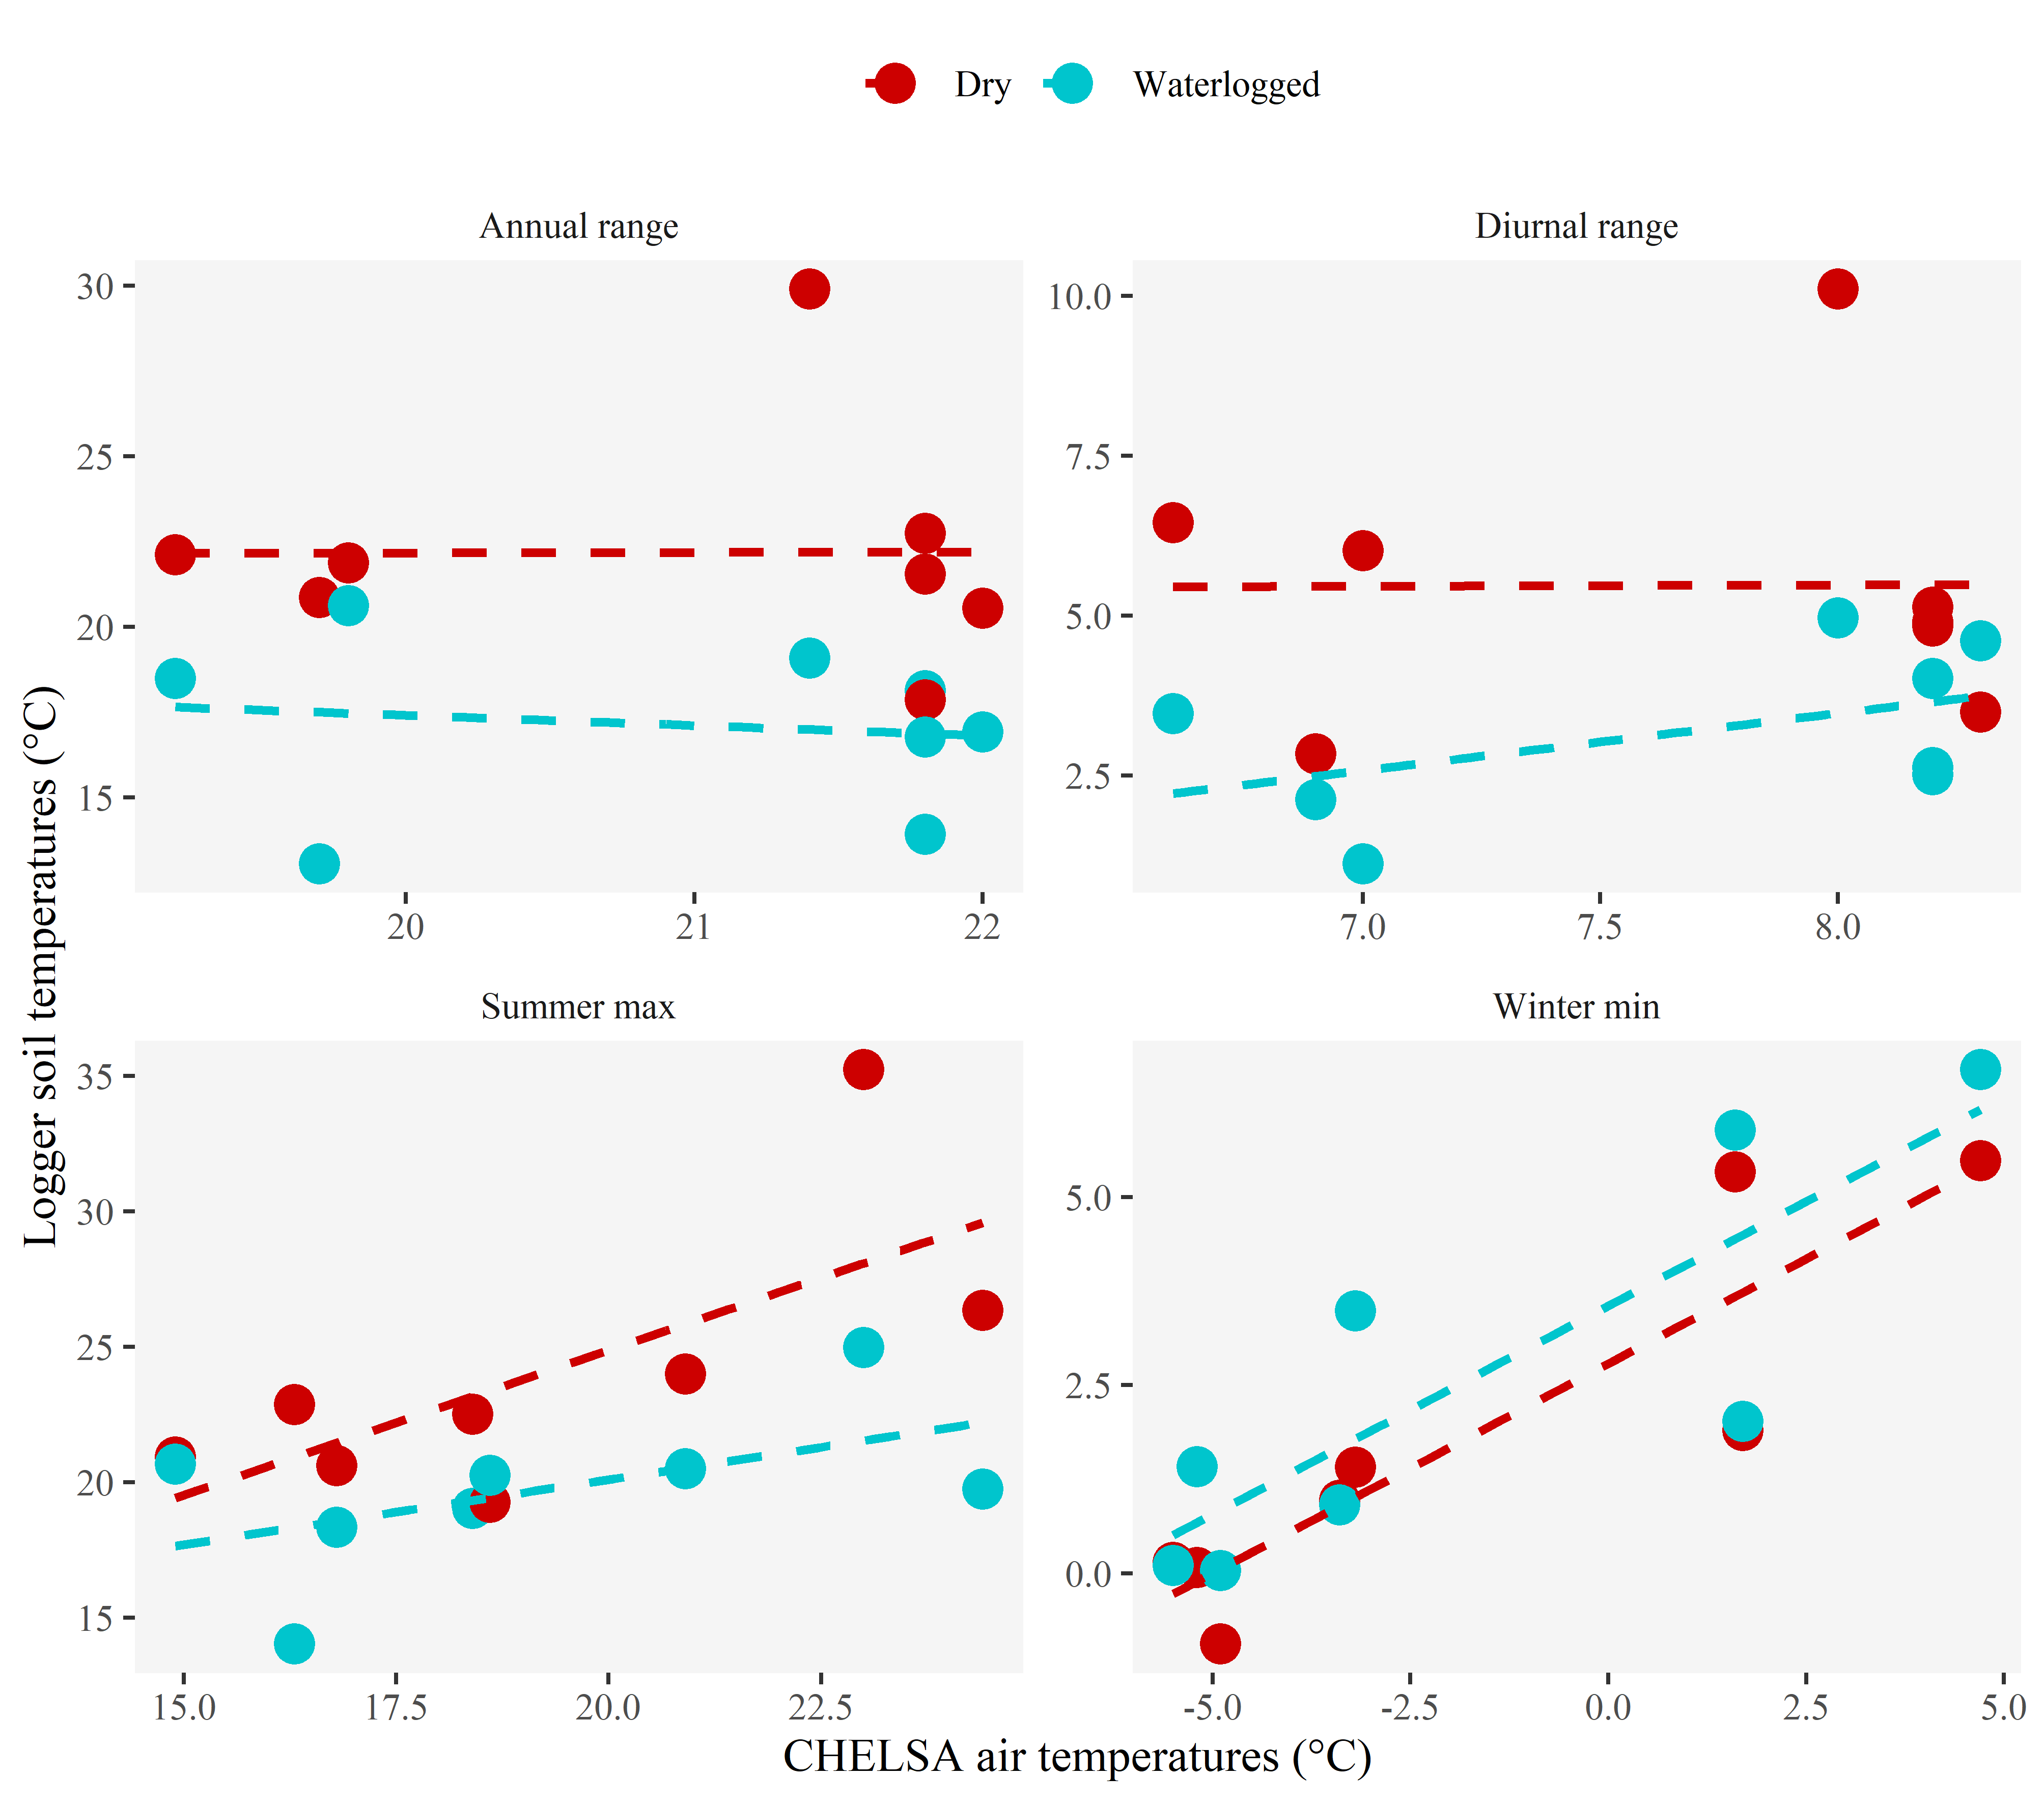 Dry Waterlogged
Annual range
Diurnal range
30
25
20
15
10.0
7.5
5.0
2.5
20 21 22
7.0 7.5 8.0
Summer max
Winter min
35
30
25
20
15
5.0
2.5
0.0
15.0 17.5 20.0 22.5
-5.0 -2.5 0.0 2.5 5.0
Logger soil temperatures (°C)
CHELSA air temperatures (°C)